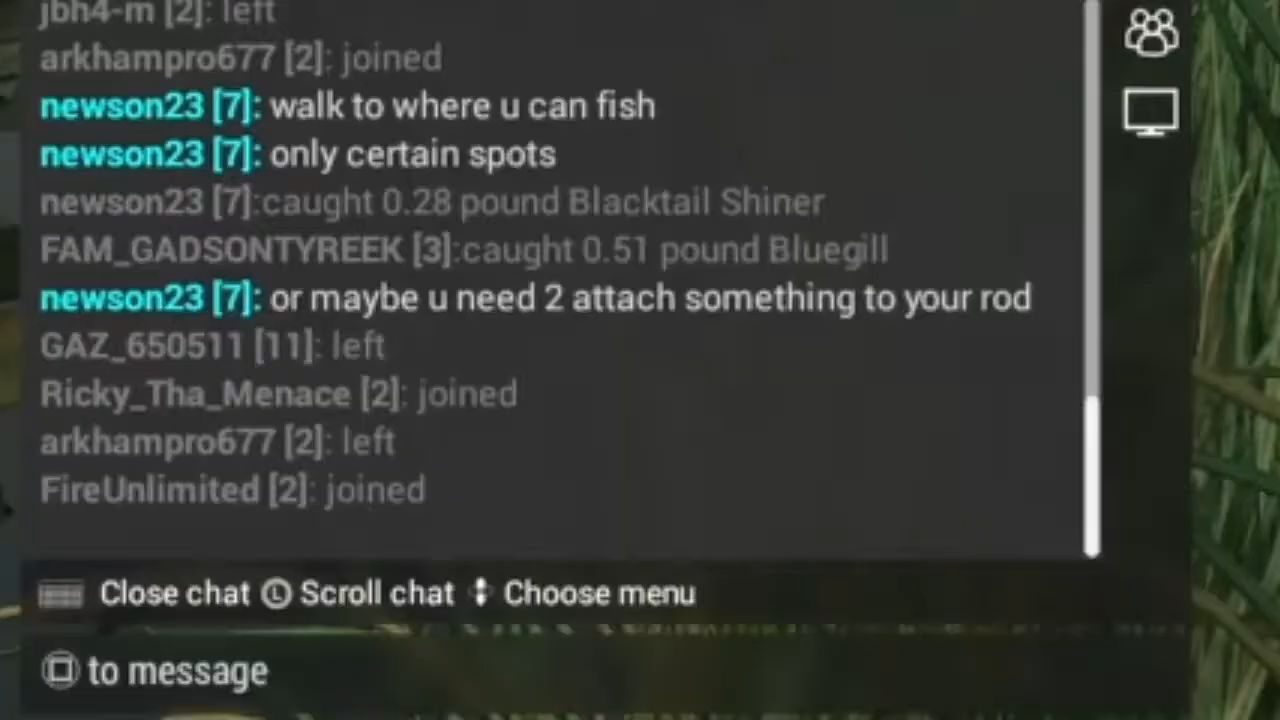 jbh4-m [2]: left
arkhampro677 [2]: joined
newson23 [7]: walk to where u can fish
newson23 [7]: only certain spots
newson23 [7]:caught 0.28 pound Blacktail Shiner
FAM_GADSONTYREEK [3]:caught 0.51 pound Bluegill
newson23 [7]: or maybe u need 2 attach something to your rod
GAZ_650511 [11]: left
Ricky_Tha_Menace [2]: joined
arkhampro677 [2]: left
FireUnlimited [2]: joined
Close chat L Scroll chat Choose menu
to message